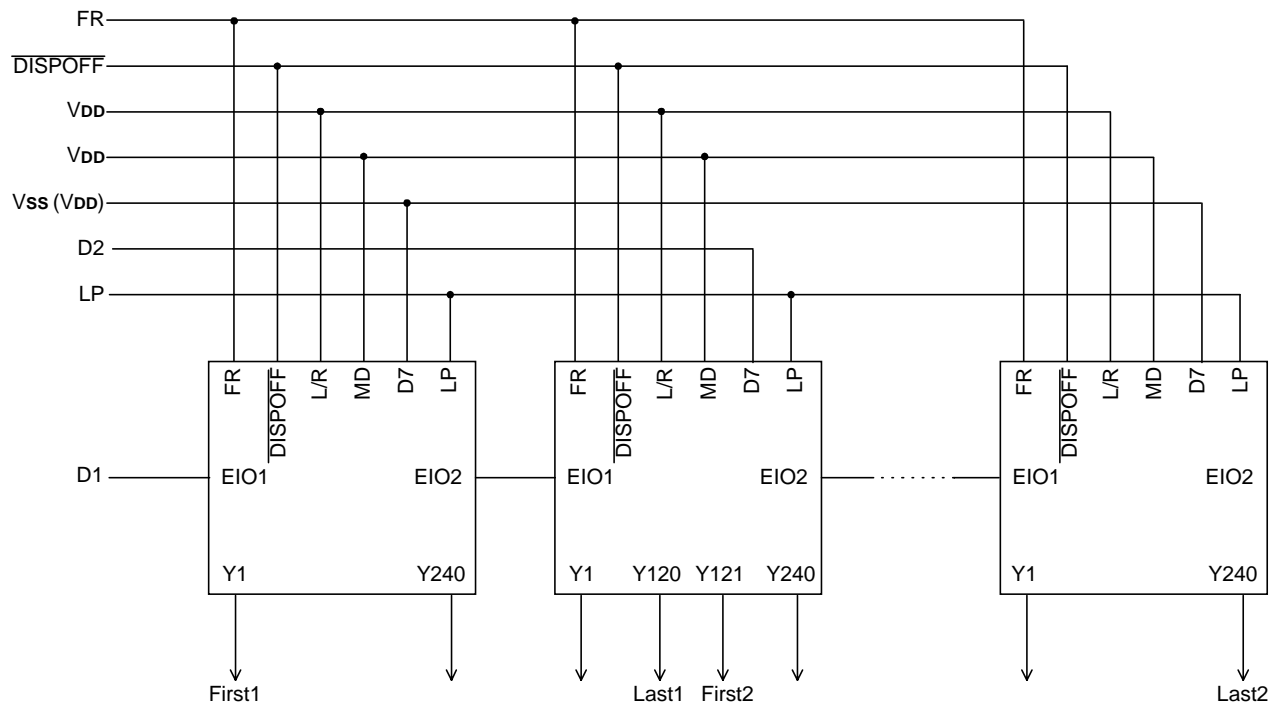 FR
DISPOFF
VDD
VDD
VSS (VDD)
D2
LP
FR DISPOFF L/R MD D7 LP
FR DISPOFF L/R MD D7 LP
FR DISPOFF L/R MD D7 LP
D1
EIO1 EIO2
EIO1 EIO2
EIO1 EIO2
Y1 Y240
Y1 Y120 Y121 Y240
Y1 Y240
First1
Last1 First2
Last2